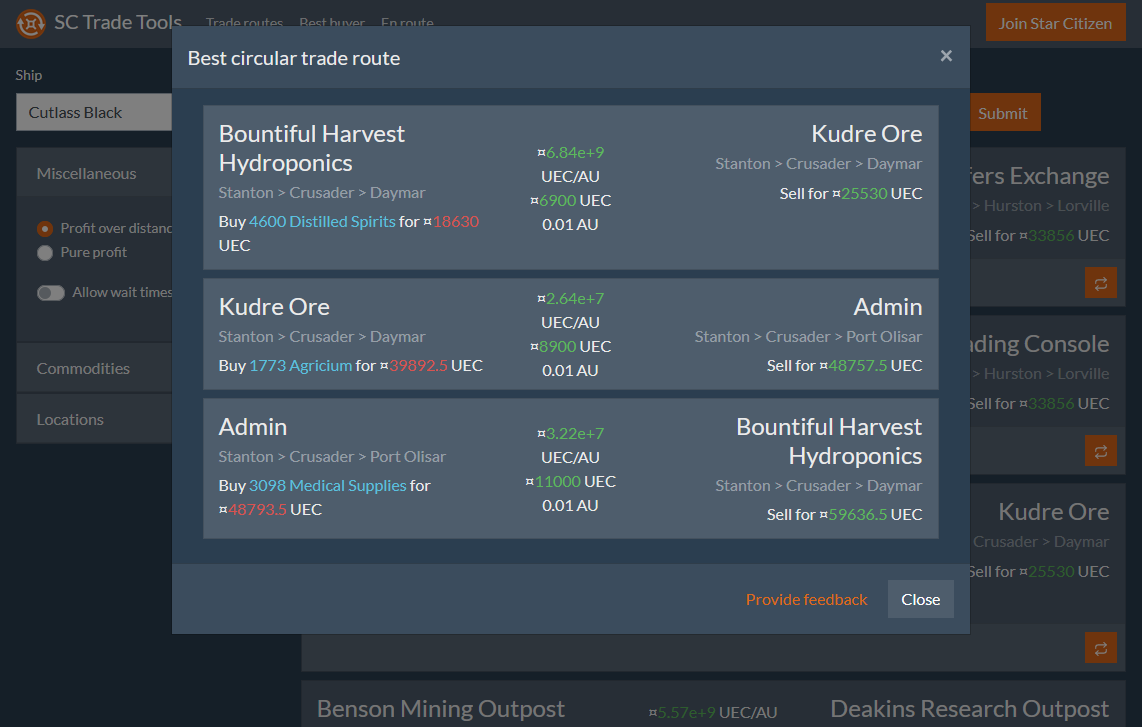 SC Trade Tools
Trade routes
Best buyer
En route
Join Star Citizen
Ship
Cutlass Black
Submit
Miscellaneous
Profit over distanc
Pure profit
Allow wait times
Commodities
Locations
Best circular trade route
×
Bountiful Harvest
Hydroponics
Stanton > Crusader > Daymar
Buy 4600 Distilled Spirits for ¤18630
UEC
¤6.84e+9
UEC/AU
¤6900 UEC
0.01 AU
Kudre Ore
Stanton > Crusader > Daymar
Sell for ¤25530 UEC
Kudre Ore
Stanton > Crusader > Daymar
Buy 1773 Agricium for ¤39892.5 UEC
¤2.64e+7
UEC/AU
¤8900 UEC
0.01 AU
Admin
Stanton > Crusader > Port Olisar
Sell for ¤48757.5 UEC
Admin
Stanton > Crusader > Port Olisar
Buy 3098 Medical Supplies for
¤48793.5 UEC
¤3.22e+7
UEC/AU
¤11000 UEC
0.01 AU
Bountiful Harvest
Hydroponics
Stanton > Crusader > Daymar
Sell for ¤59636.5 UEC
Provide feedback
Close
fers Exchange
> Hurston > Lorville
Sell for ¤33856 UEC
ding Console
> Hurston > Lorville
Sell for ¤33856 UEC
Kudre Ore
Crusader > Daymar
Sell for ¤25530 UEC
Benson Mining Outpost
¤5.57e+9 UEC/AU
Deakins Research Outpost